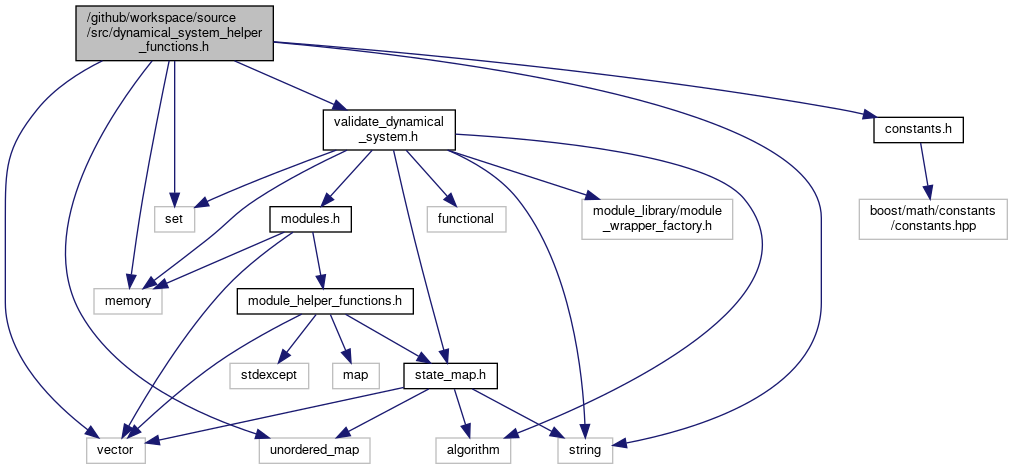 /github/workspace/source
/src/dynamical_system_helper
_functions.h
validate_dynamical
_system.h
constants.h
set
modules.h
functional
module_library/module
_wrapper_factory.h
boost/math/constants
/constants.hpp
memory
module_helper_functions.h
stdexcept
map
state_map.h
vector
unordered_map
algorithm
string